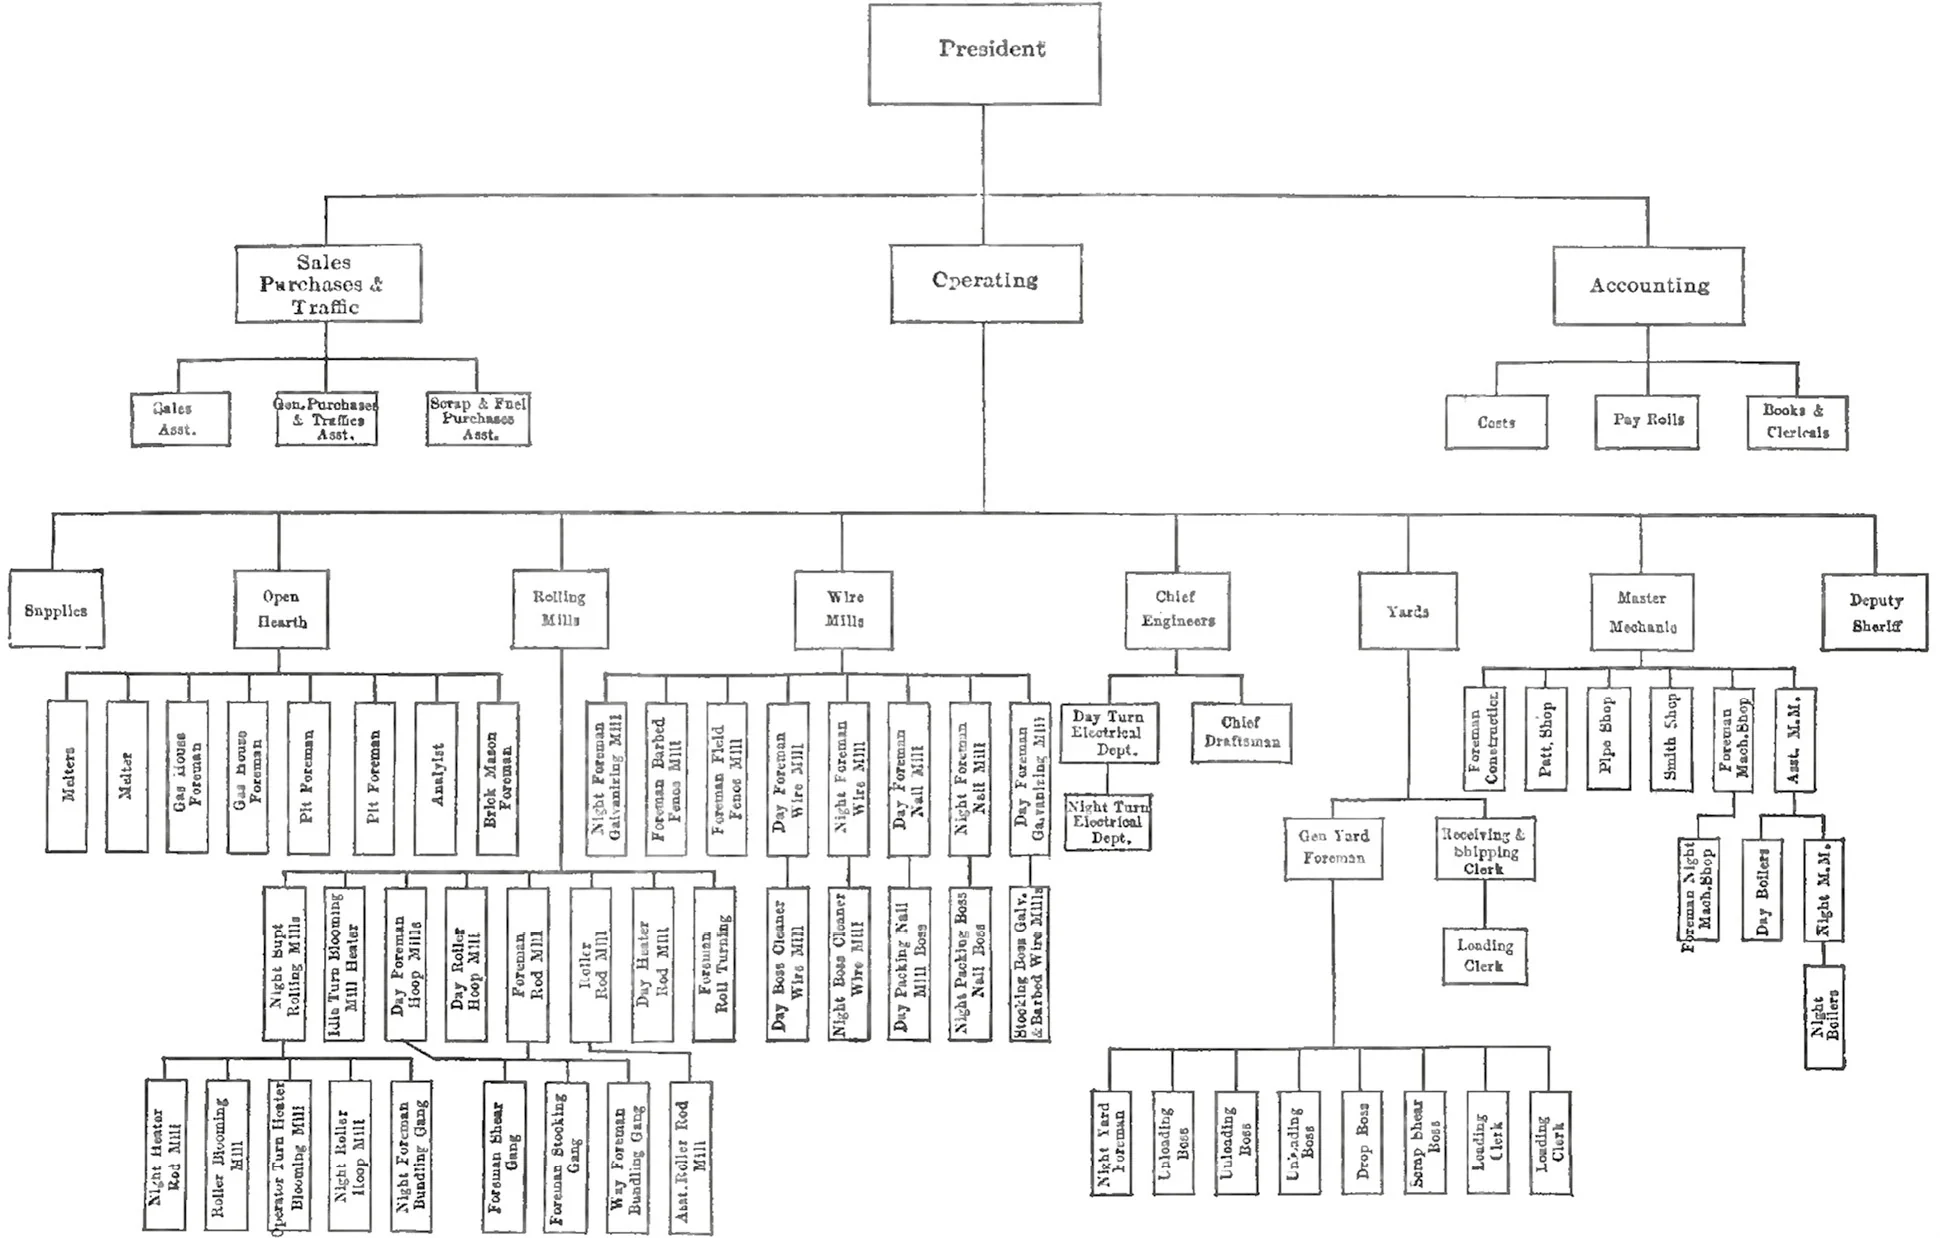 President
Sales
Purchases &
Traffic
Operating
Accounting
Sales
Asst.
Gen. Purchases
& Traffics
Asst.
Scrap & Fuel
Purchases
Asst.
Costs
Pay Rolls
Books &
Clericals
Supplies
Open
Hearth
Rolling
Mills
Wire
Mills
Chief
Engineers
Yards
Master
Mechanic
Deputy
Sheriff
Melters
Melter
Gas House
Foreman
Gas House
Foreman
Pit Foreman
Pit Foreman
Analyist
Brick Mason
Foreman
Night Foreman
Galvanizing Mill
Foreman Barbed
Fence Mill
Foreman Field
Fence Mill
Day Foreman
Wire Mill
Night Foreman
Wire Mill
Day Foreman
Nail Mill
Night Foreman
Nail Mill
Day Foreman
Galvanizing Mill
Day Turn
Electrical
Dept.
Chief
Draftsman
Night Turn
Electrical
Dept.
Foreman
Construction
Patt. Shop
Pipe Shop
Smith Shop
Foreman
Mach. Shop
Asst. M.M.
Gen Yard
Foreman
Receiving &
Shipping
Clerk
Loading
Clerk
Foreman Night
Mach. Shop
Day Boilers
Night M.M.
Night
Boilers
Night Supt
Rolling Mills
Idle Turn Blooming
Mill Heater
Day Foreman
Hoop Mills
Day Roller
Hoop Mill
Foreman
Rod Mill
Roller
Rod Mill
Day Heater
Rod Mill
Foreman
Roll Turning
Day Boss Cleaner
Wire Mill
Night Boss Cleaner
Wire Mill
Day Packing Nail
Mill Boss
Night Packing Boss
Nail Boss
Stocking Boss Galv.
& Barbed Wire Mills
Night Heater
Rod Mill
Roller Blooming
Mill
Operator Turn Heater
Blooming Mill
Night Roller
Hoop Mill
Night Foreman
Bundling Gang
Foreman Shear
Gang
Foreman Stocking
Gang
Way Foreman
Bundling Gang
Asst. Roller Rod
Mill
Night Yard
Foreman
Unloading
Boss
Unloading
Boss
Unloading
Boss
Drop Boss
Scrap Shear
Boss
Loading
Clerk
Loading
Clerk